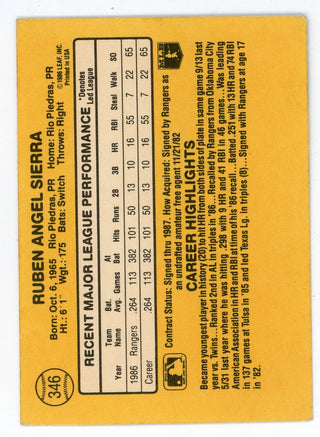 346
RUBEN ANGEL SIERRA
© 1986 LEAF, INC.
Printed in USA
Born: Oct. 6, 1965 Rio Piedras, PR Home: Rio Piedras, PR
Ht.: 6' 1" Wgt.: 175 Bats: Switch Throws: Right
RECENT MAJOR LEAGUE PERFORMANCE *Denotes Led League
Year Team Name Bat. Avg. Games At Bat Hits Runs 2B 3B HR RBI Steal Walk SO
1986 Rangers .264 113 382 101 50 13 10 16 55 7 22 65
Career .264 113 382 101 50 13 10 16 55 7 22 65
Contract Status: Signed thru 1987. How Acquired: Signed by Rangers as
an undrafted amateur free agent 11/21/82
CAREER HIGHLIGHTS
Became youngest player in history (20) to hit HR from both sides of plate in same game 9/13 last
year vs. Twins... Ranked 2nd in AL in triples in '86... Recalled by Rangers from Oklahoma City
5/31 last year where he was hitting .298 with 9 HR and 41 RBI in 46 games... Was leading
American Association in HR and RBI at time of his '86 recall... Batted .251 with 13 HR and 74 RBI
in 137 games at Tulsa in '85 and led Texas Lg. in triples (8)... Signed with Rangers at age 17
in '82.